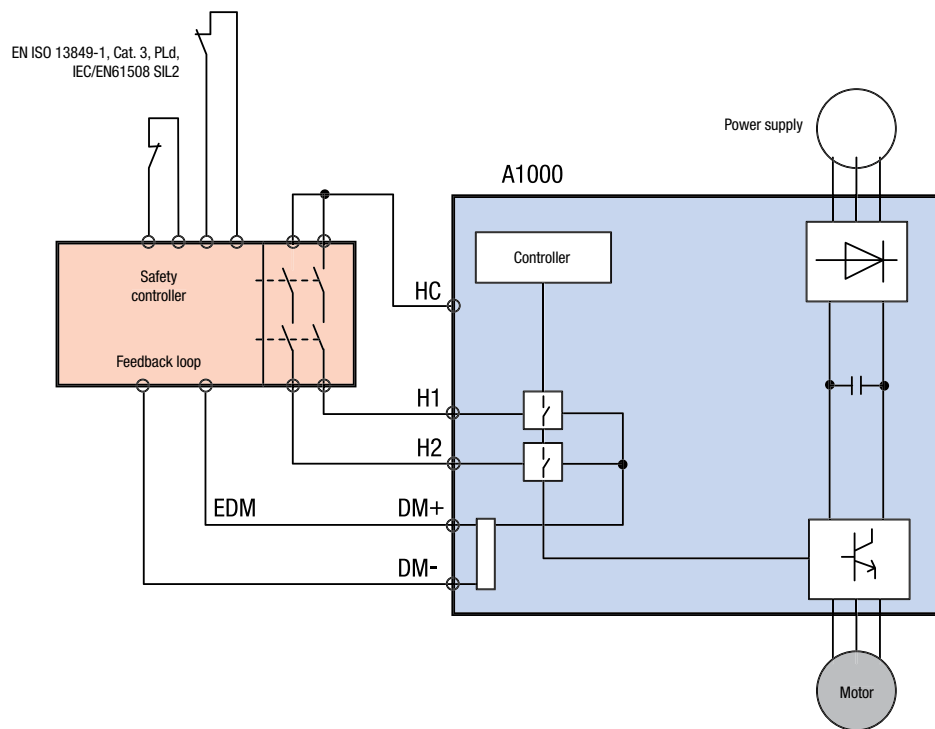 EN ISO 13849-1, Cat. 3, PLd,
IEC/EN61508 SIL2
Power supply
A1000
Safety
controller
Controller
HC
Feedback loop
H1
H2
EDM
DM+
DM-
Motor